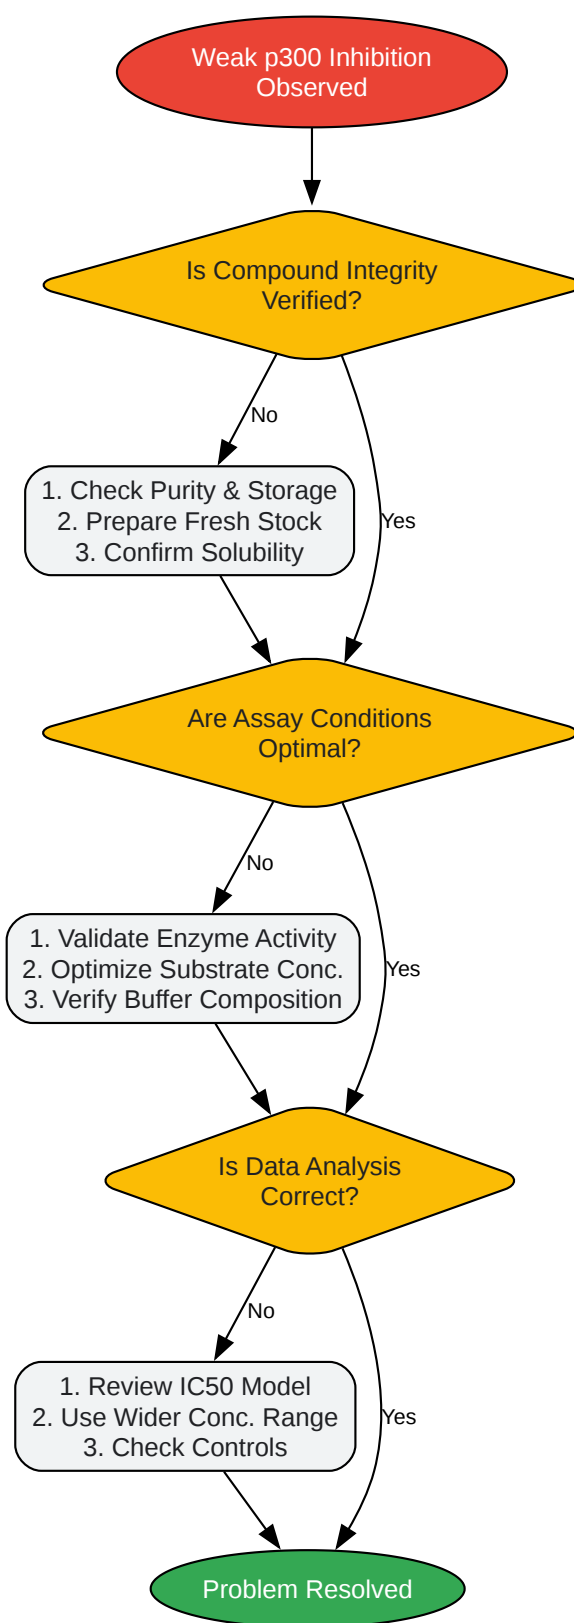 Weak p300 Inhibition
Observed
Is Compound Integrity
Verified?
No
1. Check Purity & Storage
2. Prepare Fresh Stock
3. Confirm Solubility
Yes
Are Assay Conditions
Optimal?
No
1. Validate Enzyme Activity
2. Optimize Substrate Conc.
3. Verify Buffer Composition
Yes
Is Data Analysis
Correct?
No
1. Review IC50 Model
2. Use Wider Conc. Range
3. Check Controls
Yes
Problem Resolved